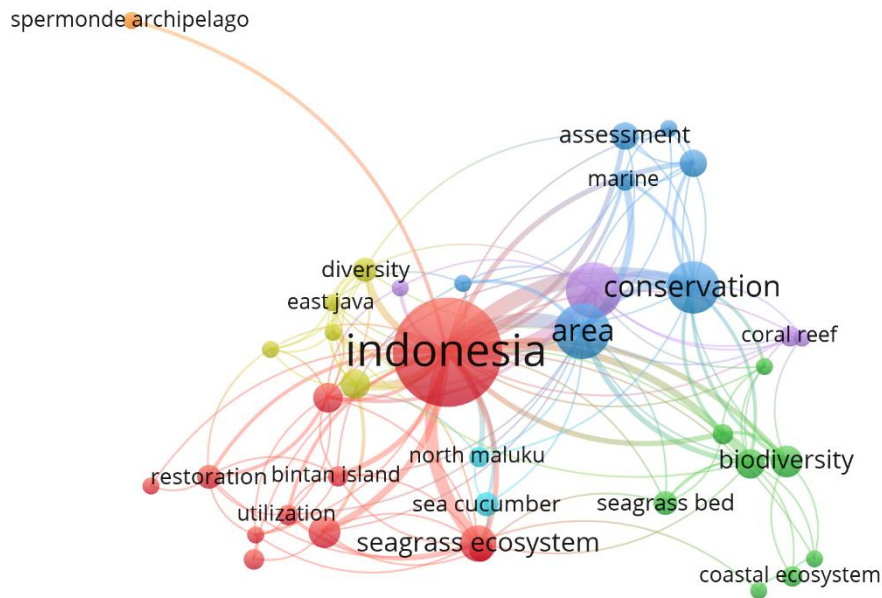 spermonde archipelago
assessment
marine
diversity
conservation
east java
area
coral reef
indonesia
north maluku
biodiversity
restoration
bintan island
sea cucumber
seagrass bed
utilization
seagrass ecosystem
coastal ecosystem